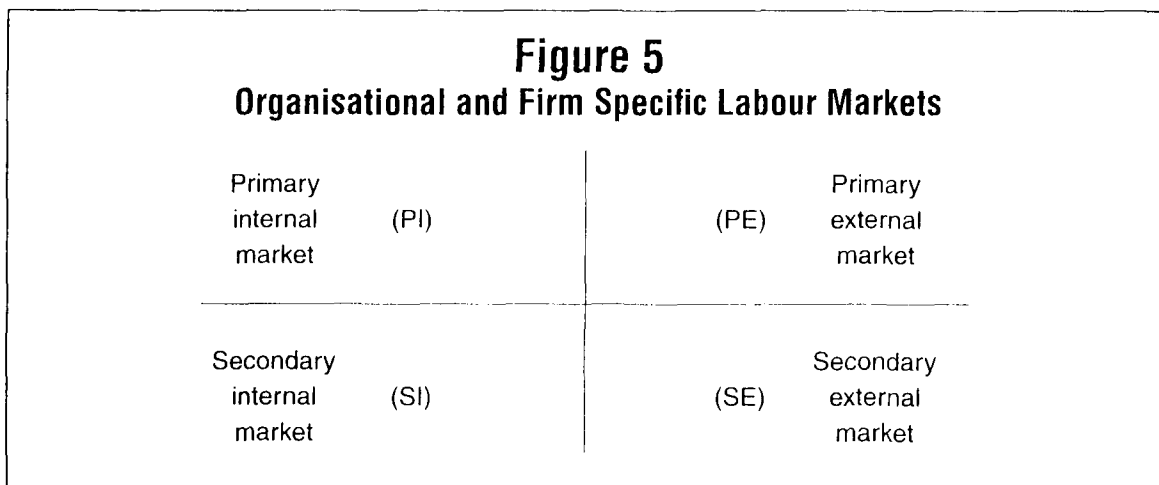 Figure 5
Organisational and Firm Specific Labour Markets
Primary
internal (PI)
market
Primary
(PE) external
market
Secondary
internal (SI)
market
Secondary
(SE) external
market